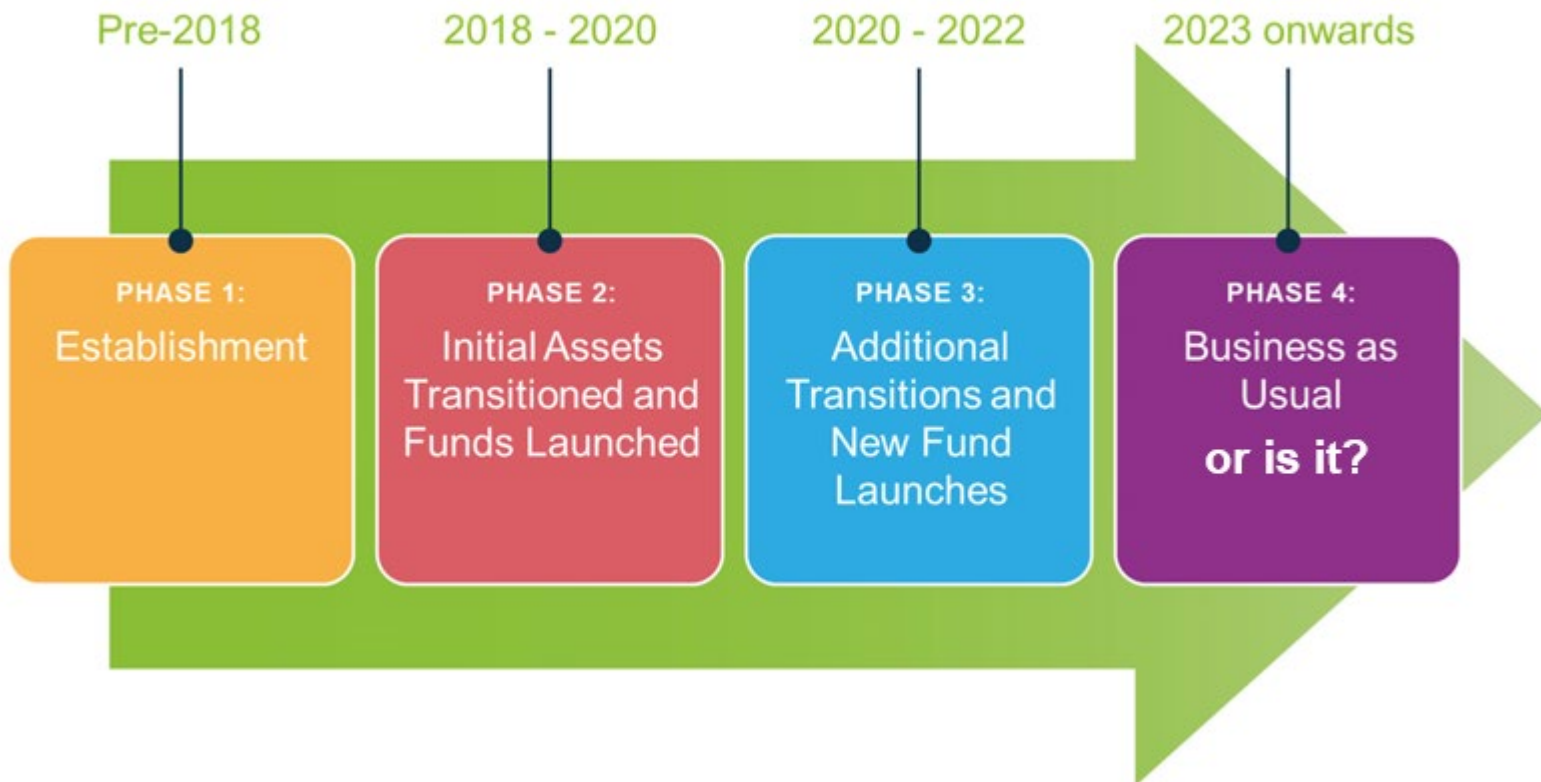 Pre-2018
2018 - 2020
2020 - 2022
2023 onwards
PHASE 1:
Establishment
PHASE 2:
Initial Assets
Transitioned and
Funds Launched
PHASE 3:
Additional
Transitions and
New Fund
Launches
PHASE 4:
Business as
Usual
or is it?